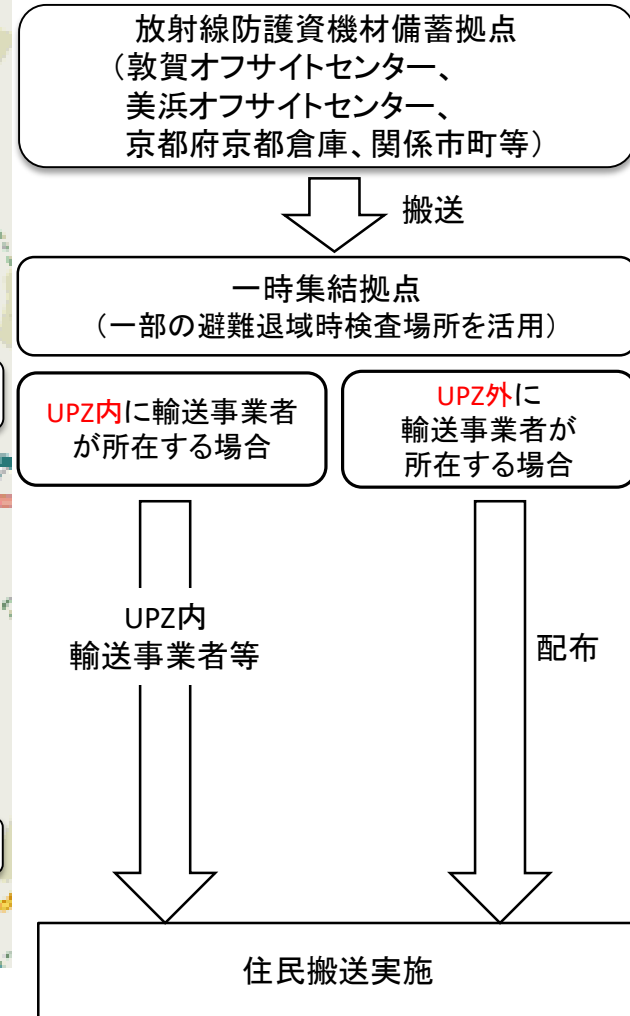 放射線防護資機材備蓄拠点
（敦賀オフサイトセンター、
美浜オフサイトセンター、
京都府京都倉庫、関係市町等）
搬送
一時集結拠点
（一部の避難退域時検査場所を活用）
UPZ内に輸送事業者
が所在する場合
UPZ外に
輸送事業者が
所在する場合
UPZ内
輸送事業者等
配布
住民搬送実施